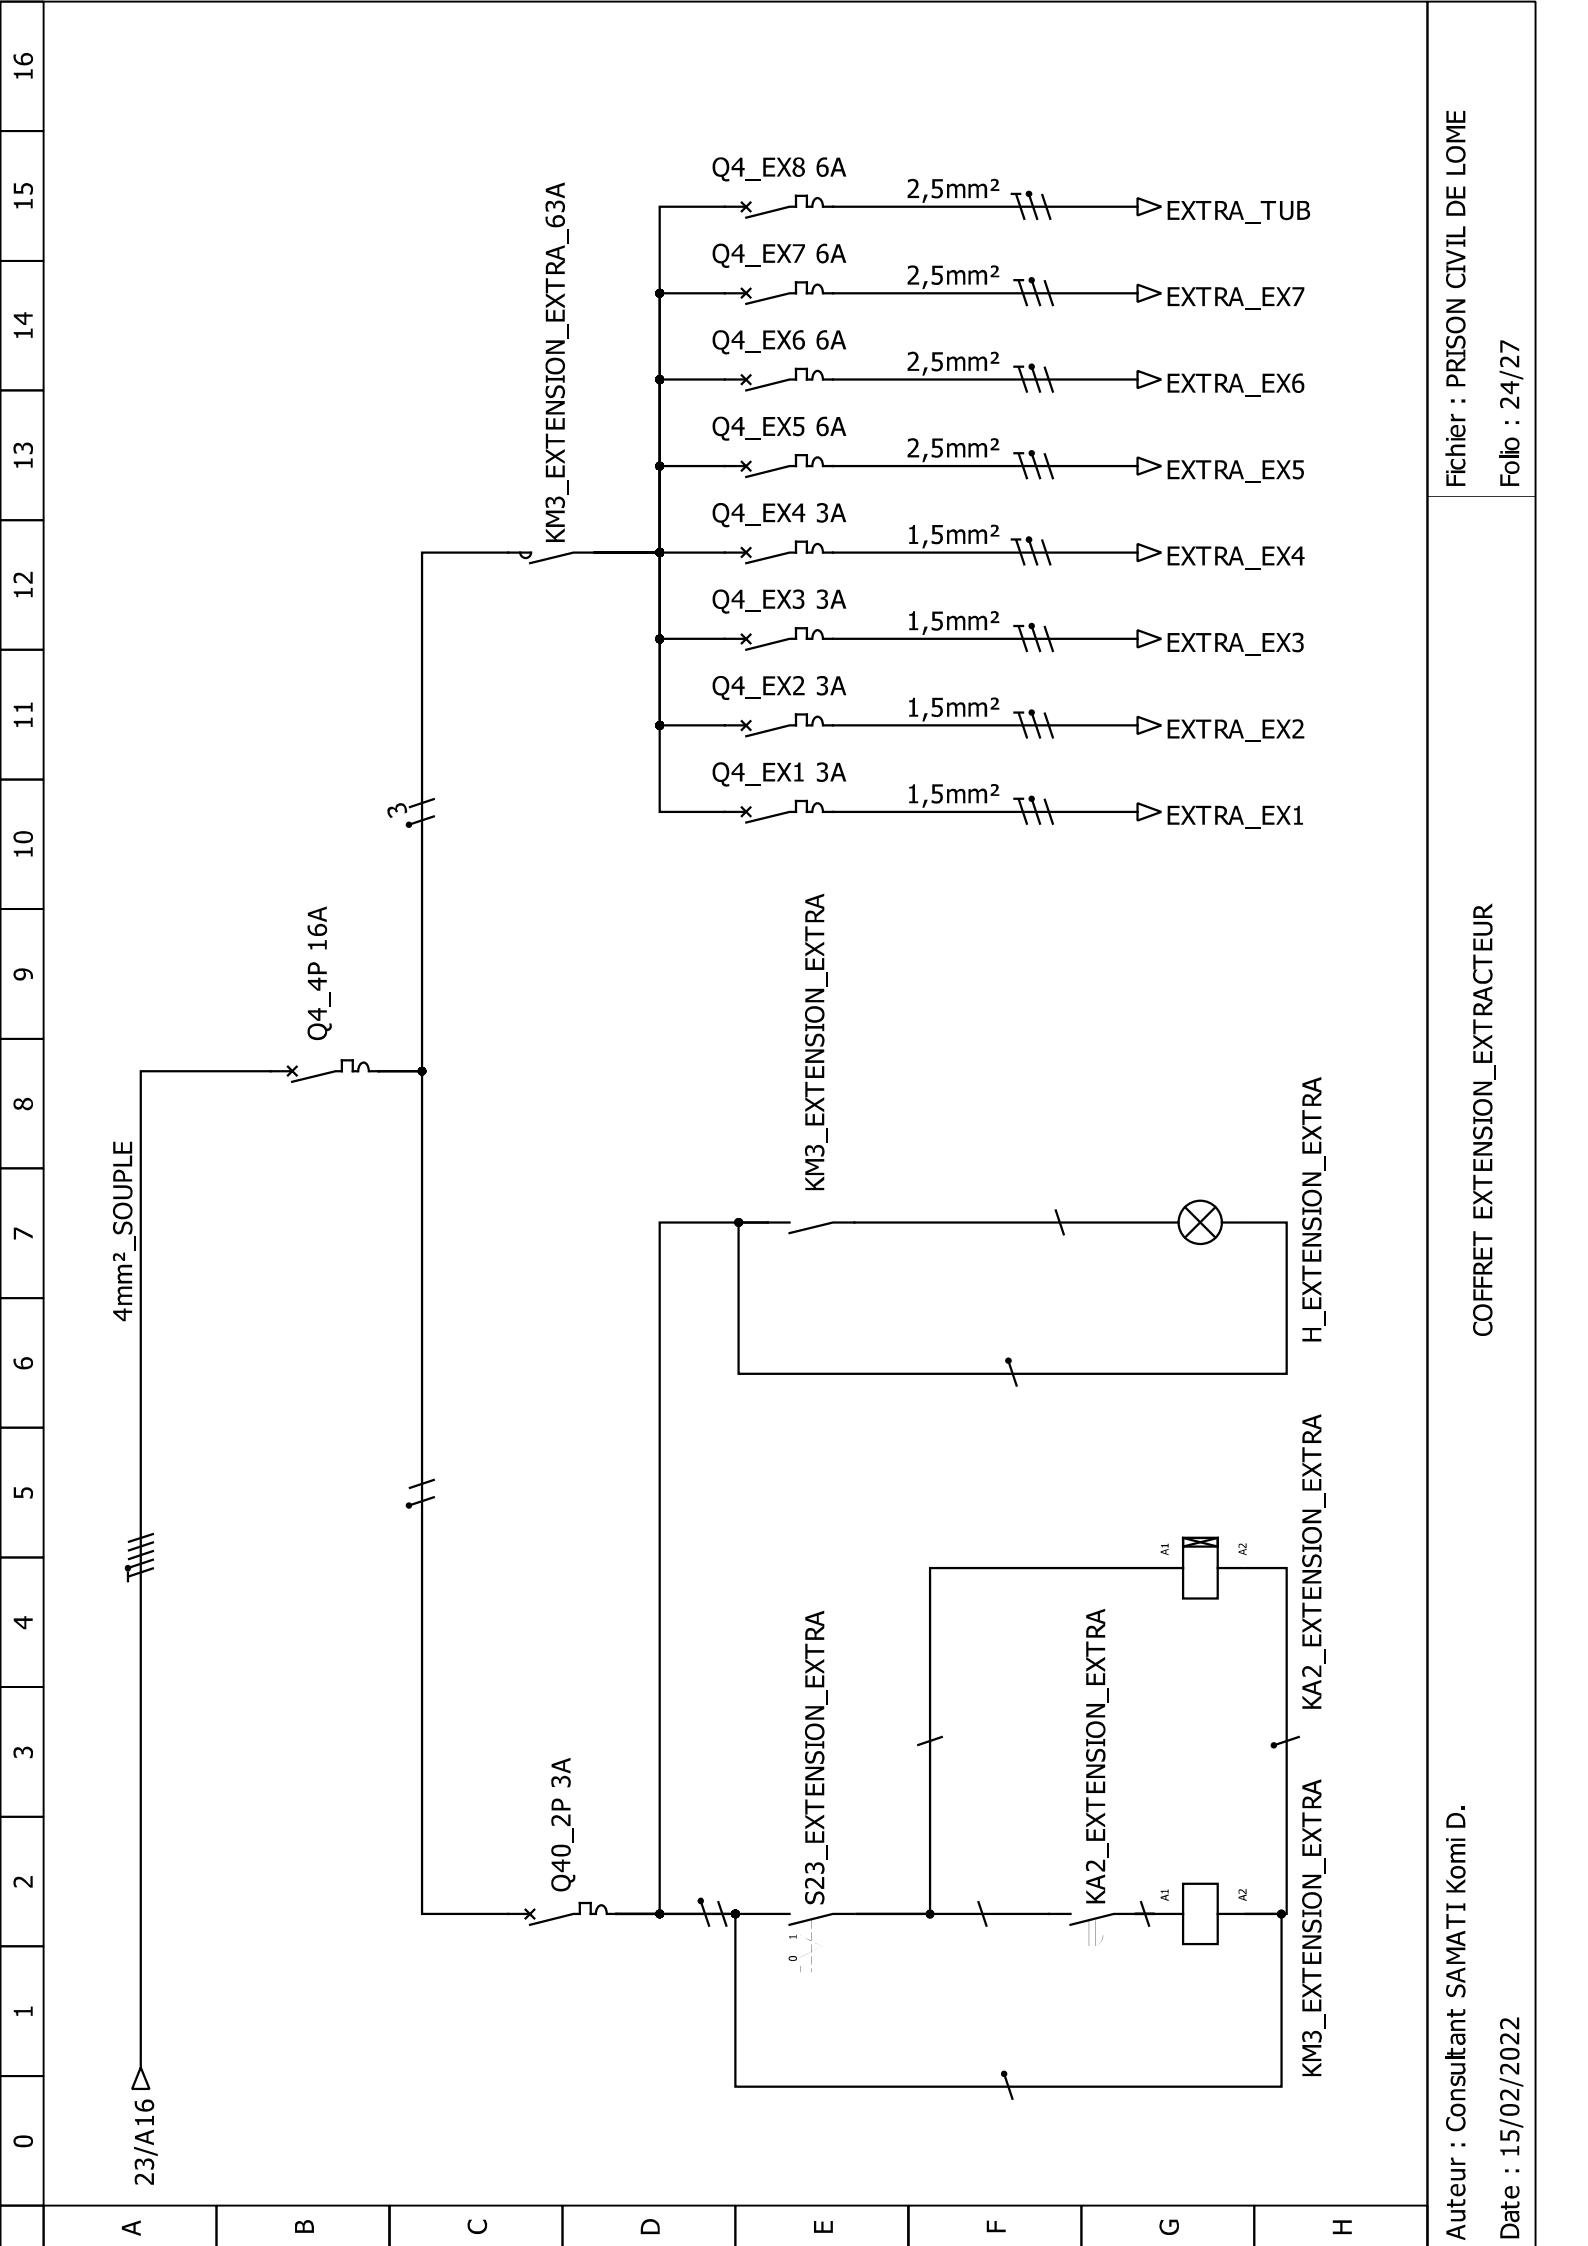 0 1 2 3 4 5 6 7 8 9 10 11 12 13 14 15 16
A
23/A16
4mm²_SOUPLE
B
Q4_4P 16A
C
3
Q40_2P 3A
KM3_EXTENSION_EXTRA_63A
D
Q4_EX1 3A
Q4_EX2 3A
Q4_EX3 3A
Q4_EX4 3A
Q4_EX5 6A
Q4_EX6 6A
Q4_EX7 6A
Q4_EX8 6A
E
0 1
S23_EXTENSION_EXTRA
KM3_EXTENSION_EXTRA
1,5mm²
1,5mm²
1,5mm²
1,5mm²
2,5mm²
2,5mm²
2,5mm²
2,5mm²
F
KA2_EXTENSION_EXTRA
G
A1
A1
A2
A2
EXTRA_EX1
EXTRA_EX2
EXTRA_EX3
EXTRA_EX4
EXTRA_EX5
EXTRA_EX6
EXTRA_EX7
EXTRA_TUB
KM3_EXTENSION_EXTRA
KA2_EXTENSION_EXTRA
H_EXTENSION_EXTRA
H
Auteur : Consultant SAMATI Komi D.
Date : 15/02/2022
COFFRET EXTENSION_EXTRACTEUR
Fichier : PRISON CIVIL DE LOME
Folio : 24/27